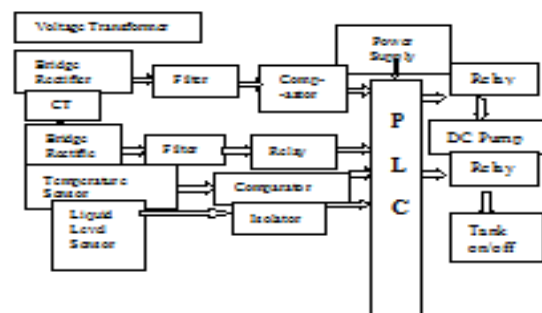 Voltage Transformer
Power
Supply
Bridge
Rectifier
Filter
Comp-
-arator
Relay
CT
P
L
C
Bridge
Rectifie
Filter
Relay
DC Pump
Relay
Temperature
Sensor
Comparator
Liquid
Level
Sensor
Isolator
Tank
on/off